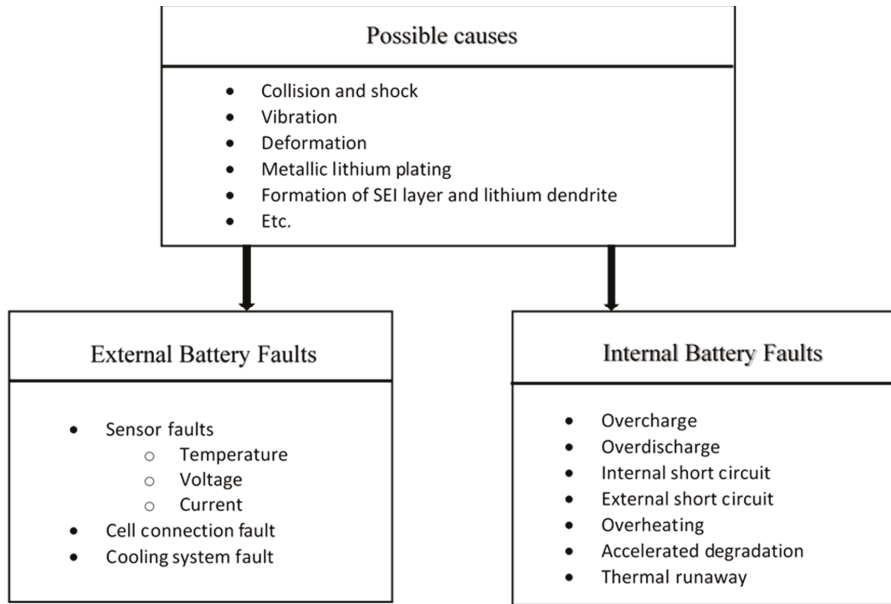 Possible causes
• Collision and shock
• Vibration
• Deformation
• Metallic lithium plating
• Formation of SEI layer and lithium dendrite
• Etc.
External Battery Faults
• Sensor faults
o Temperature
o Voltage
o Current
• Cell connection fault
• Cooling system fault
Internal Battery Faults
• Overcharge
• Overdischarge
• Internal short circuit
• External short circuit
• Overheating
• Accelerated degradation
• Thermal runaway